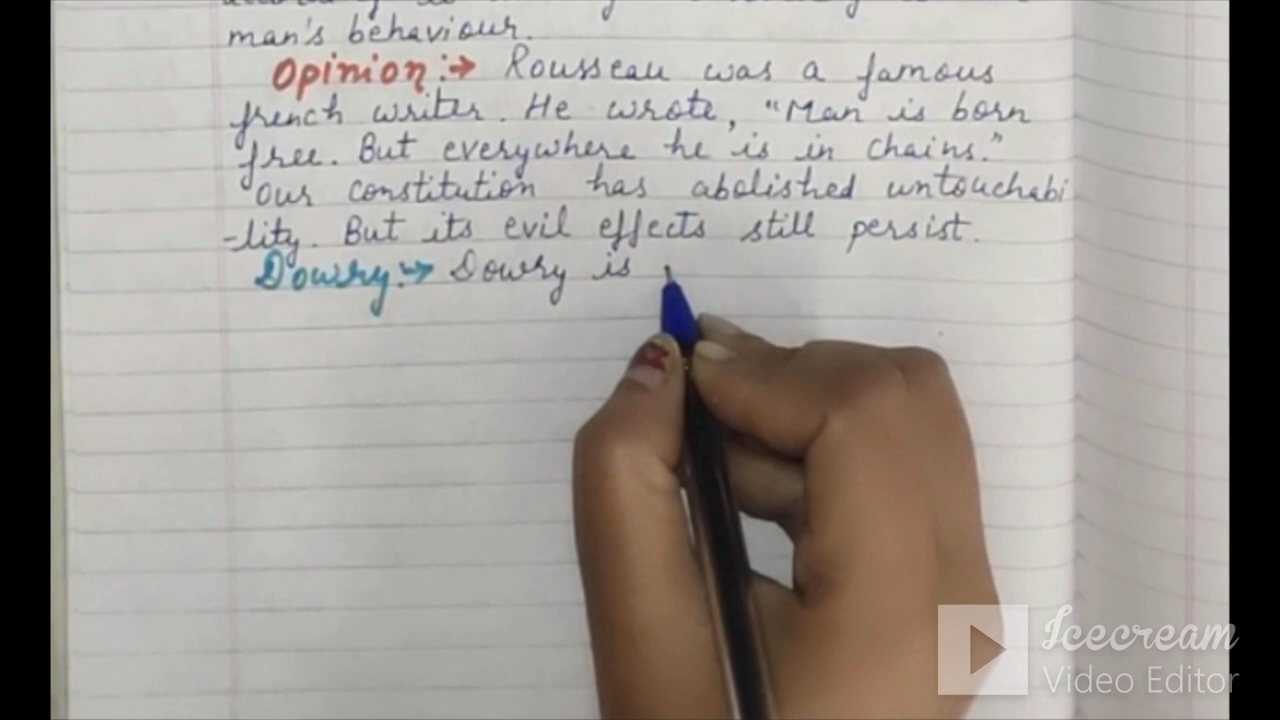 man's behaviour.
Opinion :→ Rousseau was a famous
french writer. He wrote, "Man is born
free. But everywhere he is in chains."
Our constitution has abolished untouchabi
-lity. But its evil effects still persist.
Dowry :→ Dowry is
Icecream
Video Editor